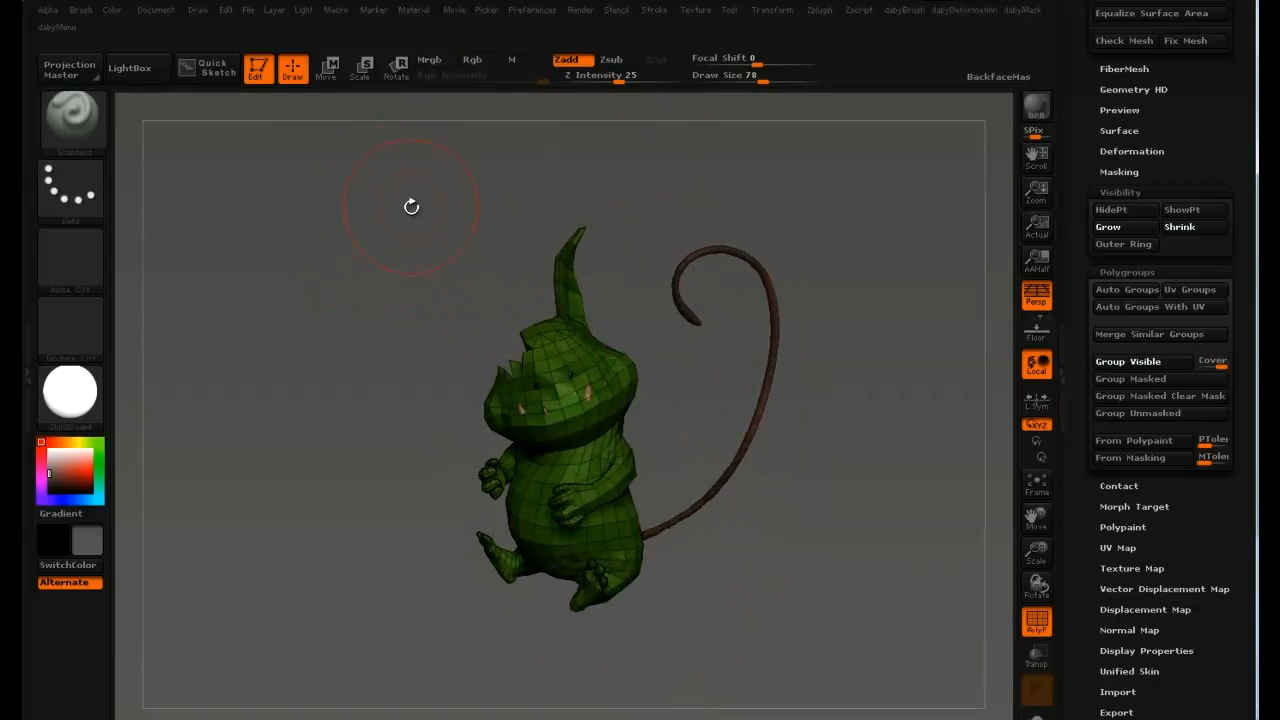 Alpha Brush Color Document Draw Edit File Layer Light Macro Marker Material Movie Picker Preferences Render Stencil Stroke Texture Tool Transform Zplugin Zscript dabyBrush dabyDeformation dabyMask
dabyMenu
Projection Master
LightBox
Quick Sketch
Edit
Draw
Move
Scale
Rotate
Mrgb Rgb M
Rgb Intensity
Zadd Zsub
Z Intensity 25
Focal Shift 0
Draw Size 78
BackfaceMas
Standard
Dots
Gradient
SwitchColor
Alternate
BPR
SPix
Scroll
Zoom
Actual
AAHalf
Persp
Floor
Local
L.Sym
XYZ
Frame
Move
Scale
Rotate
PolyF
Transp
Equalize Surface Area
Check Mesh Fix Mesh
FiberMesh
Geometry HD
Preview
Surface
Deformation
Masking
Visibility
HidePt ShowPt
Grow Shrink
Outer Ring
Polygroups
Auto Groups Uv Groups
Auto Groups With UV
Merge Similar Groups
Group Visible Cover
Group Masked
Group Masked Clear Mask
Group Unmasked
From Polypaint PToler
From Masking MToler
Contact
Morph Target
Polypaint
UV Map
Texture Map
Vector Displacement Map
Displacement Map
Normal Map
Display Properties
Unified Skin
Import
Export